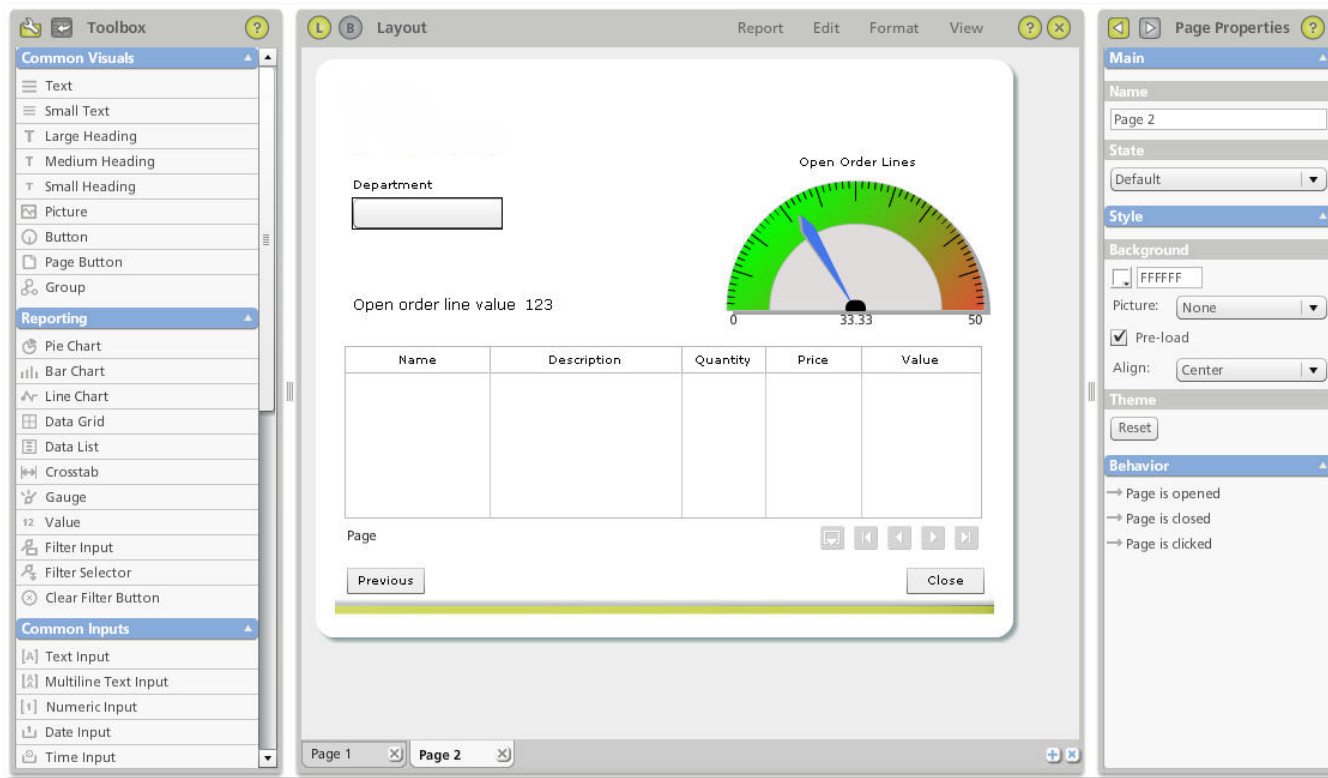 Toolbox ?
Common Visuals
Text
Small Text
T Large Heading
T Medium Heading
T Small Heading
Picture
Button
Page Button
Group
Reporting
Pie Chart
Bar Chart
Line Chart
Data Grid
Data List
Crosstab
Gauge
12 Value
Filter Input
Filter Selector
Clear Filter Button
Common Inputs
[A] Text Input
Multiline Text Input
[1] Numeric Input
Date Input
Time Input
L B Layout Report Edit Format View ?
Open Order Lines
Department
0 33.33 50
Open order line value 123
Name Description Quantity Price Value
Page
Previous Close
Page 1 Page 2
Page Properties ?
Main
Name
Page 2
State
Default
Style
Background
FFFFFF
Picture: None
Pre-load
Align: Center
Theme
Reset
Behavior
Page is opened
Page is closed
Page is clicked